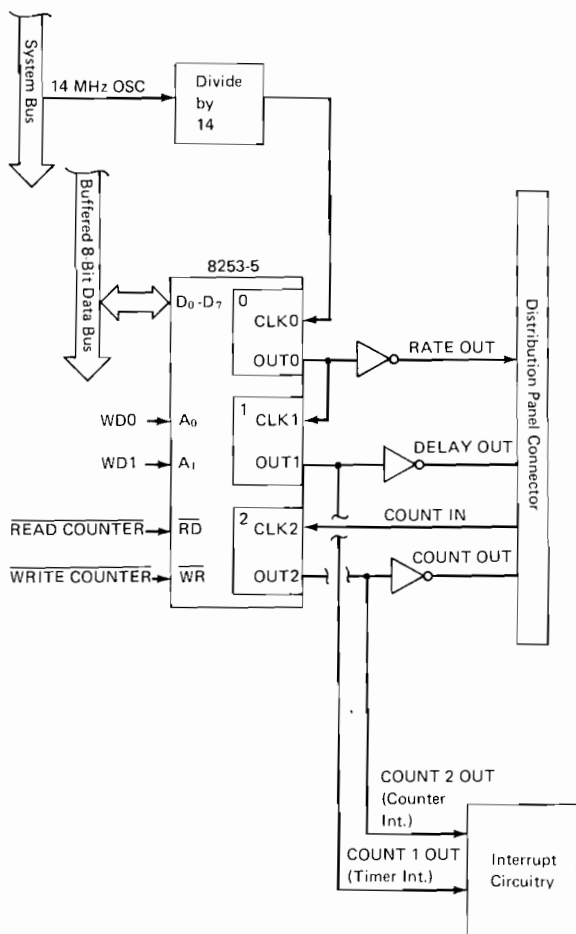 System Bus
14 MHz OSC
Divide
by
14
Buffered 8-Bit Data Bus
8253-5
D₀-D₇
0
CLK0
OUT0
RATE OUT
1
CLK1
OUT1
DELAY OUT
WD0
A₀
WD1
A₁
2
CLK2
COUNT IN
OUT2
COUNT OUT
READ COUNTER
RD
WRITE COUNTER
WR
Distribution Panel Connector
COUNT 2 OUT
(Counter
Int.)
COUNT 1 OUT
(Timer Int.)
Interrupt
Circuitry